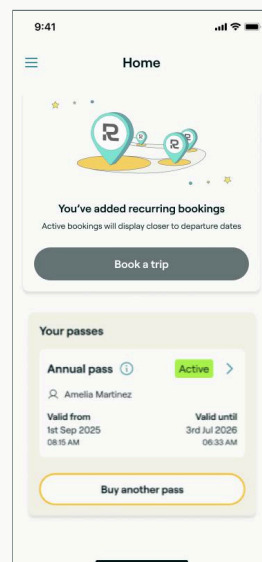 9:41
Home
You've added recurring bookings
Active bookings will display closer to departure dates
Book a trip
Your passes
Annual pass
Active
Amelia Martinez
Valid from
Valid until
1st Sep 2025
3rd Jul 2026
08:15 AM
06:33 AM
Buy another pass